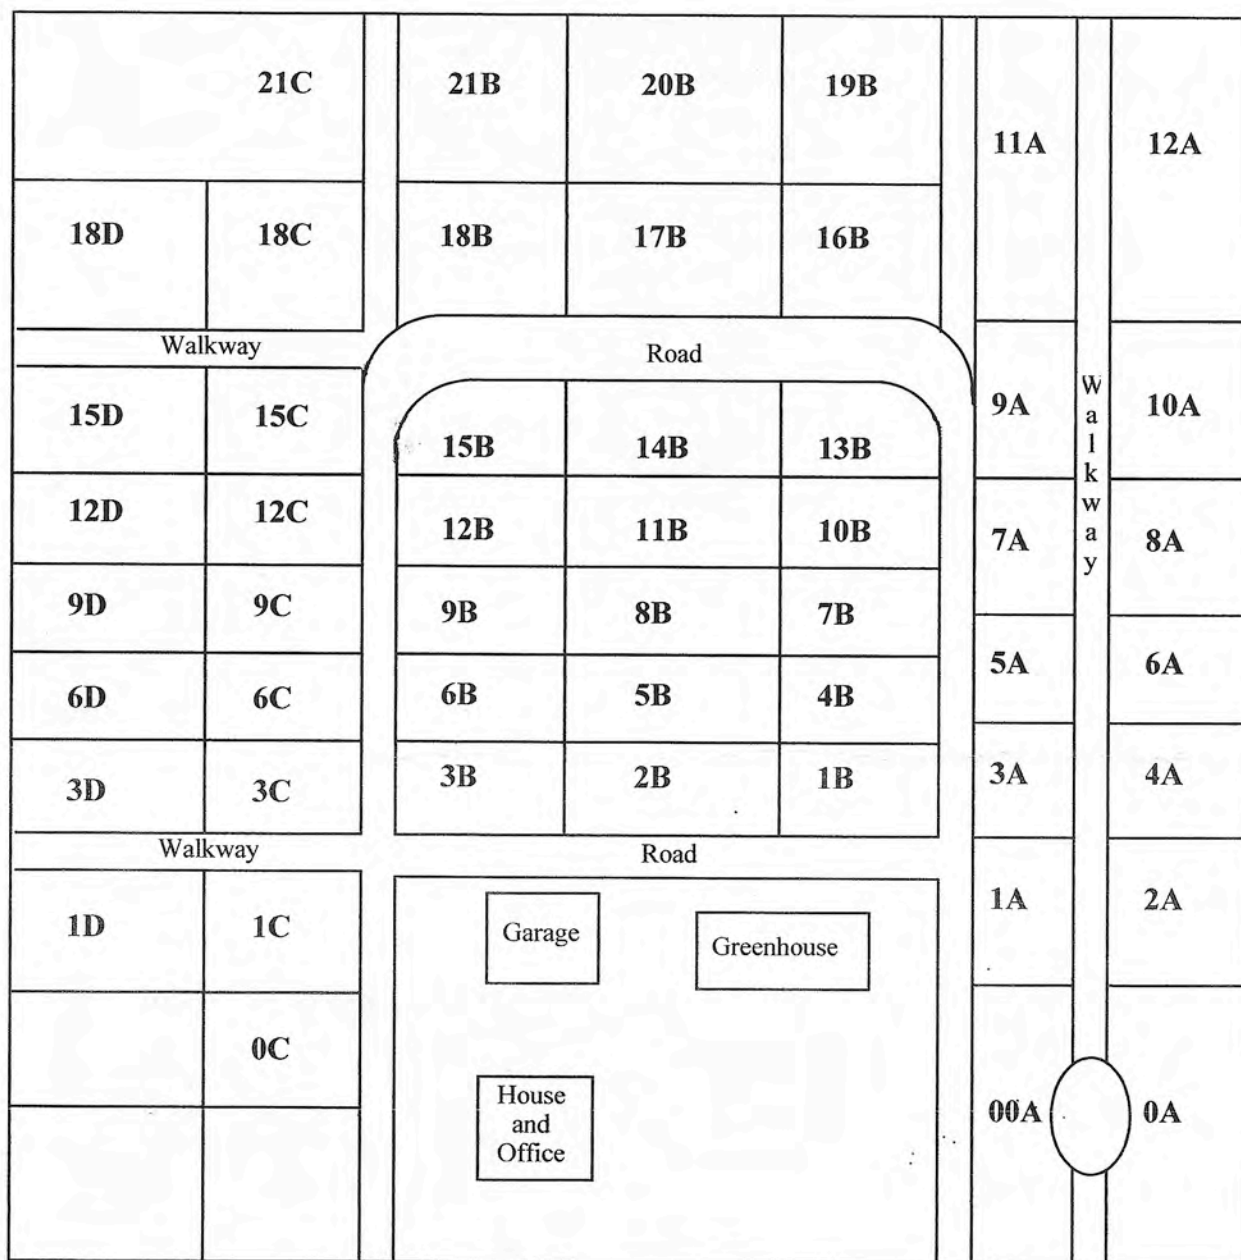 21C 21B 20B 19B
11A 12A
18D 18C 18B 17B 16B
Walkway Road
15D 15C 9A 10A
15B 14B 13B
Walkway
12D 12C 12B 11B 10B 7A 8A
9D 9C 9B 8B 7B
5A 6A
6D 6C 6B 5B 4B
3D 3C 3B 2B 1B 3A 4A
Walkway Road
1D 1C 1A 2A
Garage Greenhouse
0C
House
and
Office
00A 0A